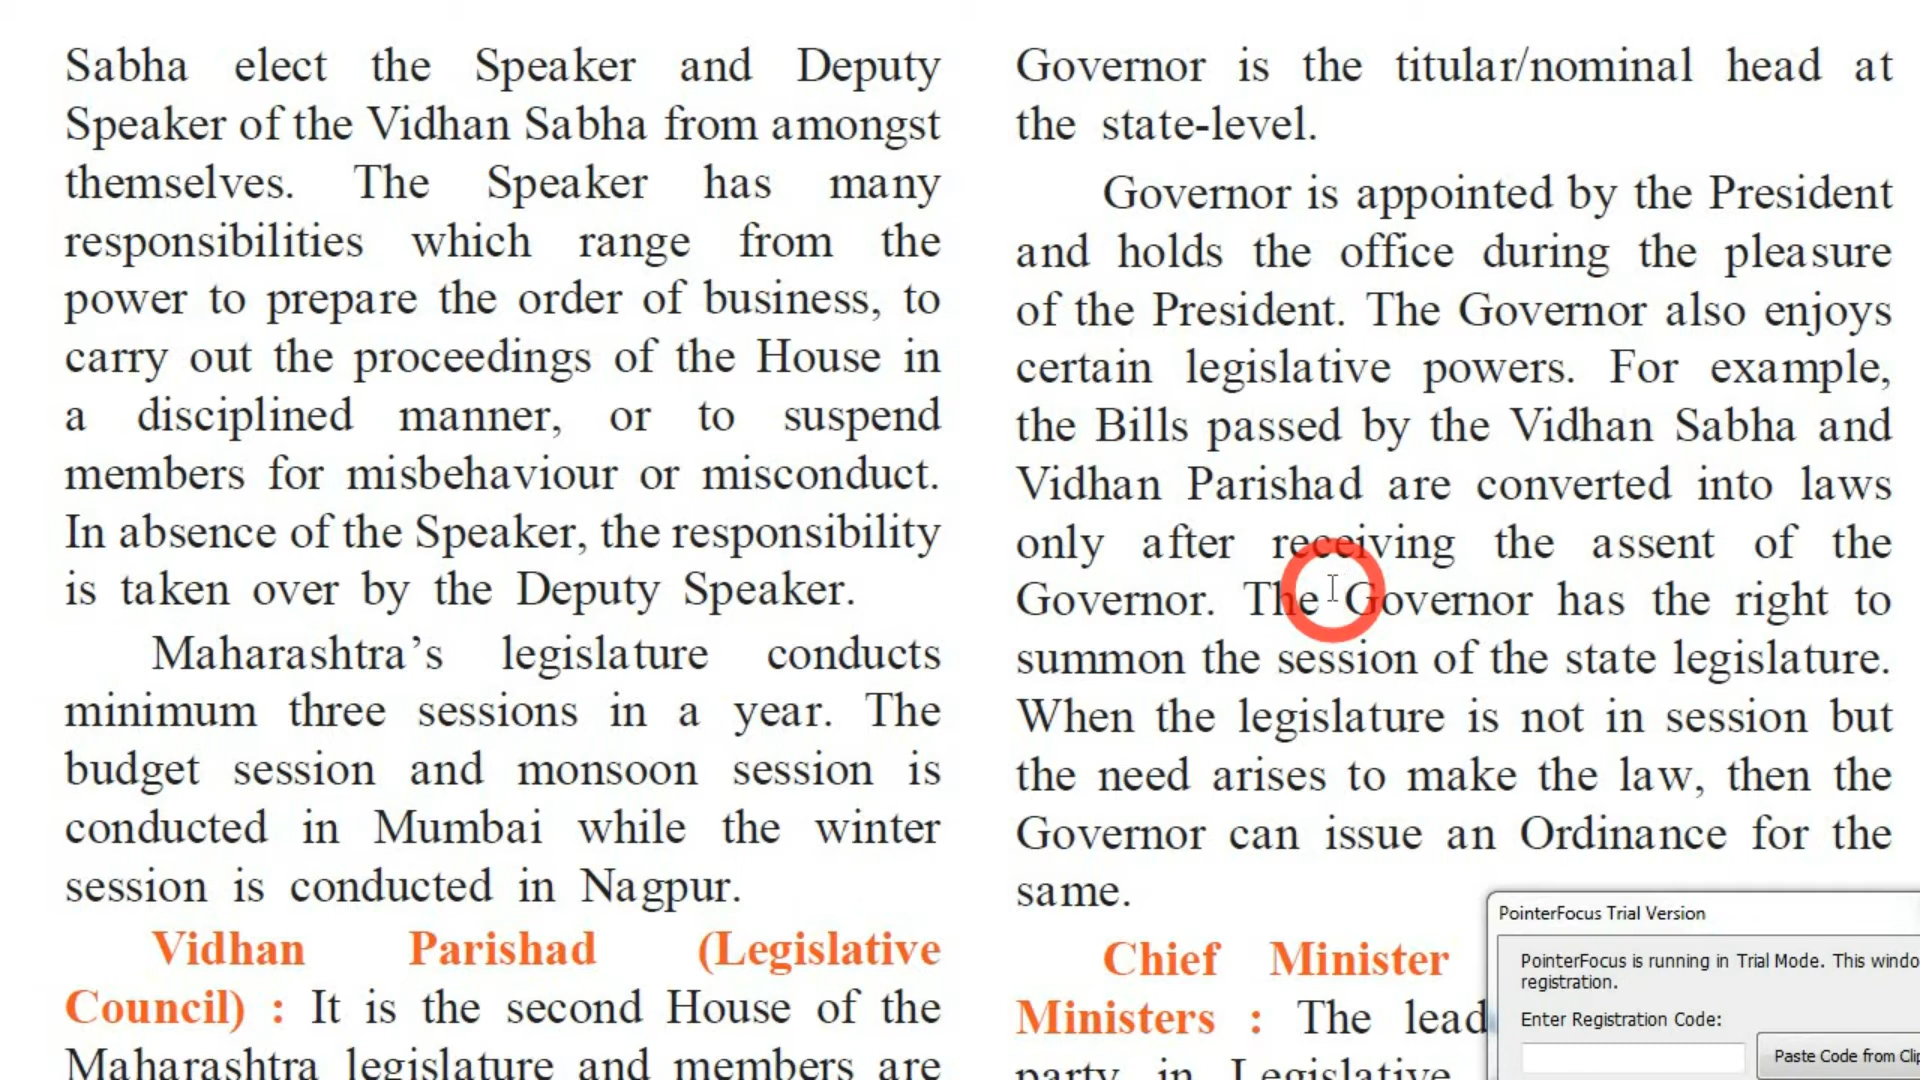 Sabha elect the Speaker and Deputy
Speaker of the Vidhan Sabha from amongst
themselves. The Speaker has many
responsibilities which range from the
power to prepare the order of business, to
carry out the proceedings of the House in
a disciplined manner, or to suspend
members for misbehaviour or misconduct.
In absence of the Speaker, the responsibility
is taken over by the Deputy Speaker.
Maharashtra’s legislature conducts
minimum three sessions in a year. The
budget session and monsoon session is
conducted in Mumbai while the winter
session is conducted in Nagpur.
Vidhan Parishad (Legislative
Council) : It is the second House of the
Maharashtra legislature and members are
Governor is the titular/nominal head at
the state-level.
Governor is appointed by the President
and holds the office during the pleasure
of the President. The Governor also enjoys
certain legislative powers. For example,
the Bills passed by the Vidhan Sabha and
Vidhan Parishad are converted into laws
only after receiving the assent of the
Governor. The Governor has the right to
summon the session of the state legislature.
When the legislature is not in session but
the need arises to make the law, then the
Governor can issue an Ordinance for the
same.
Chief Minister
Ministers : The lead
party in Legislative
PointerFocus Trial Version
PointerFocus is running in Trial Mode. This windo
registration.
Enter Registration Code:
Paste Code from Clip